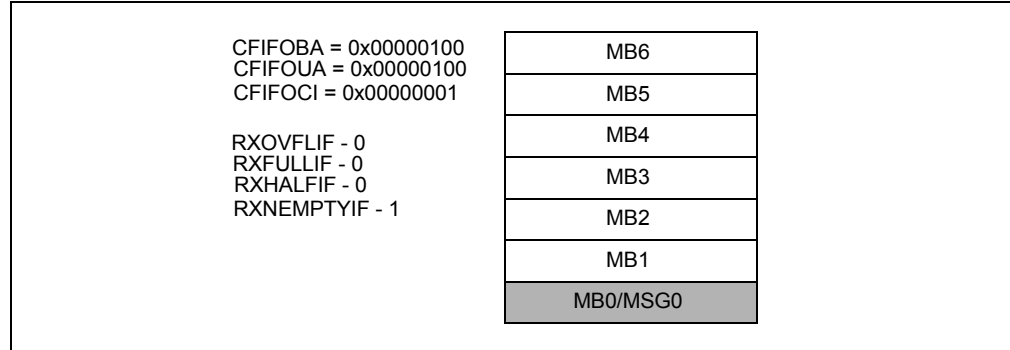 CFIFOBA = 0x00000100
CFIFOUA = 0x00000100
CFIFOCI = 0x00000001
RXOVFLIF - 0
RXFULLIF - 0
RXHALFIF - 0
RXNEMPTYIF - 1
MB6
MB5
MB4
MB3
MB2
MB1
MB0/MSG0